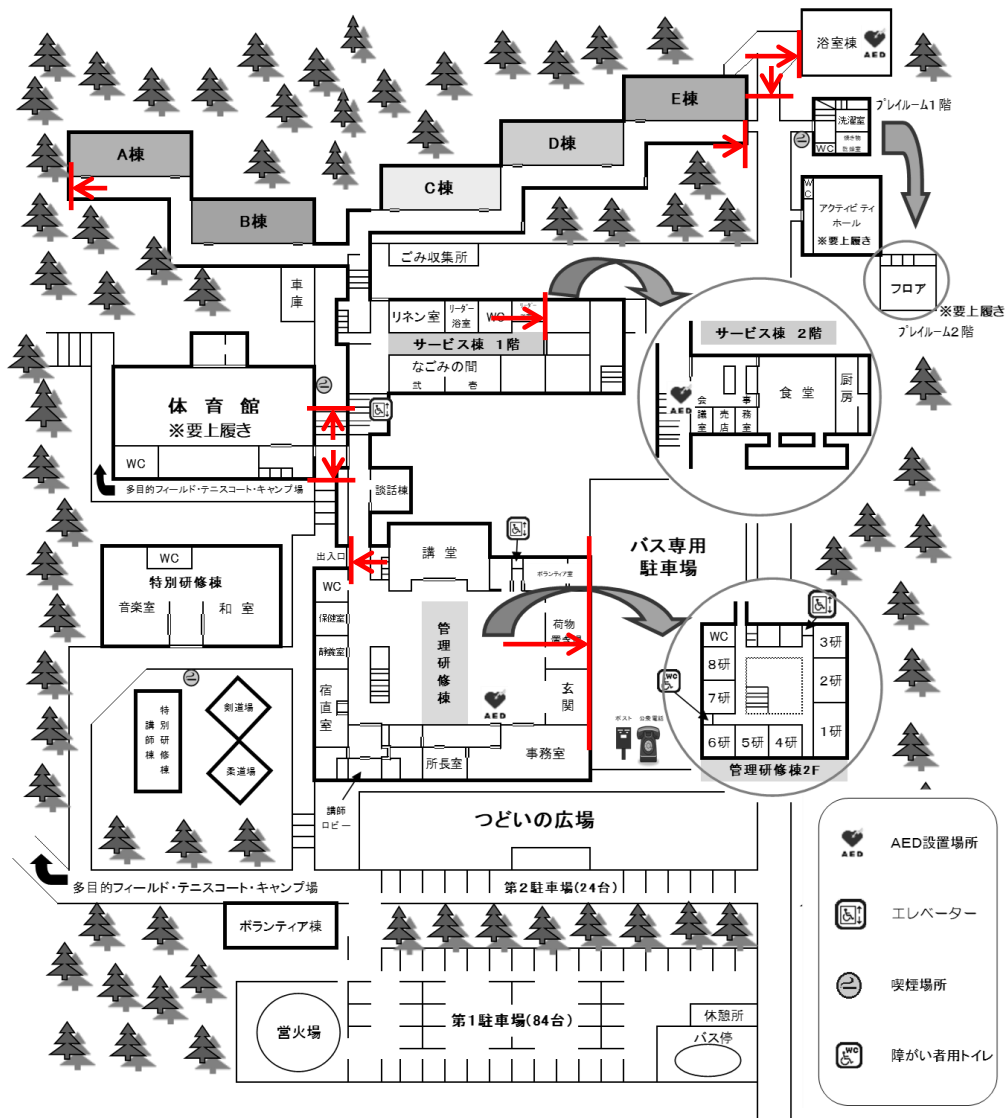 浴室棟
AED
E棟
プレイルーム1階
洗濯室
WC
D棟
A棟
C棟
B棟
WC
アクティビティ
ホール
※要上履き
ごみ収集所
フロア
※要上履き
プレイルーム2階
車庫
リネン室
リーダー
浴室
WC
サービス棟 1階
なごみの間
弐
壱
サービス棟 2階
食堂
厨房
AED
会議室
売店
事務室
体育館
※要上履き
WC
多目的フィールド・テニスコート・キャンプ場
談話棟
講堂
出入口
バス専用
駐車場
ボランティア室
WC
特別研修棟
音楽室
和室
WC
保健室
静養室
宿直室
管理研修棟
荷物
玄関
AED
事務室
所長室
講師
ロビー
WC
8研
7研
6研
5研
4研
3研
2研
1研
WC
管理研修棟2F
ポスト
公衆電話
特別研修棟
講師棟
剣道場
柔道場
つどいの広場
多目的フィールド・テニスコート・キャンプ場
第2駐車場(24台)
ボランティア棟
営火場
第1駐車場(84台)
休憩所
バス停
AED
AED設置場所
エレベーター
喫煙場所
WC
障がい者用トイレ